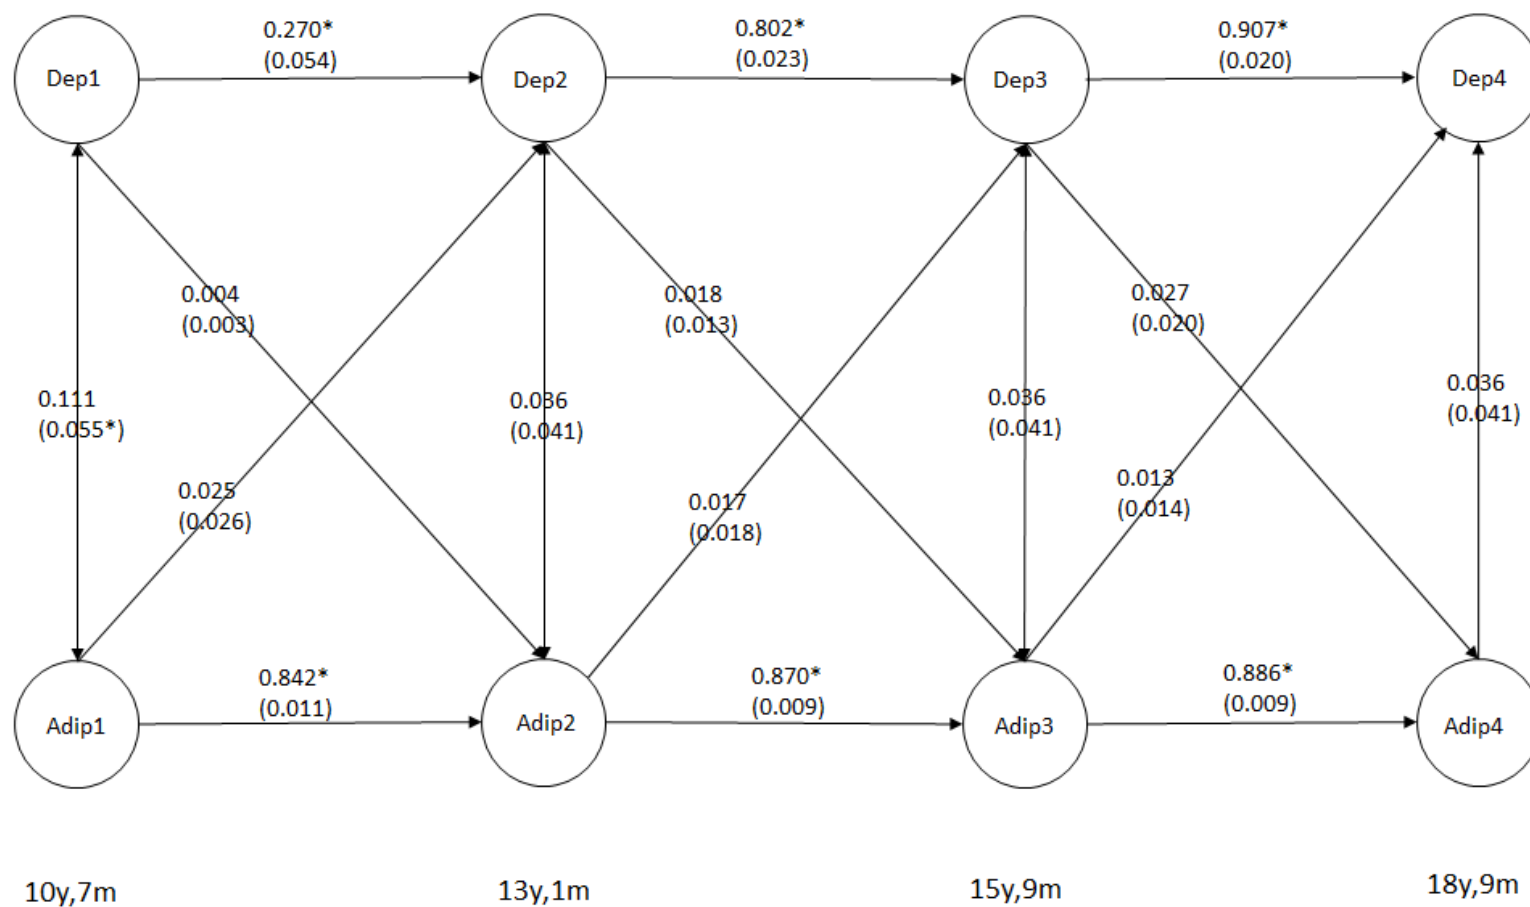 0.270*
(0.054)
0.802*
(0.023)
0.907*
(0.020)
Dep1
Dep2
Dep3
Dep4
0.004
(0.003)
0.018
(0.013)
0.027
(0.020)
0.111
(0.055*)
0.036
(0.041)
0.036
(0.041)
0.036
(0.041)
0.025
(0.026)
0.017
(0.018)
0.013
(0.014)
0.842*
(0.011)
0.870*
(0.009)
0.886*
(0.009)
Adip1
Adip2
Adip3
Adip4
10y,7m
13y,1m
15y,9m
18y,9m